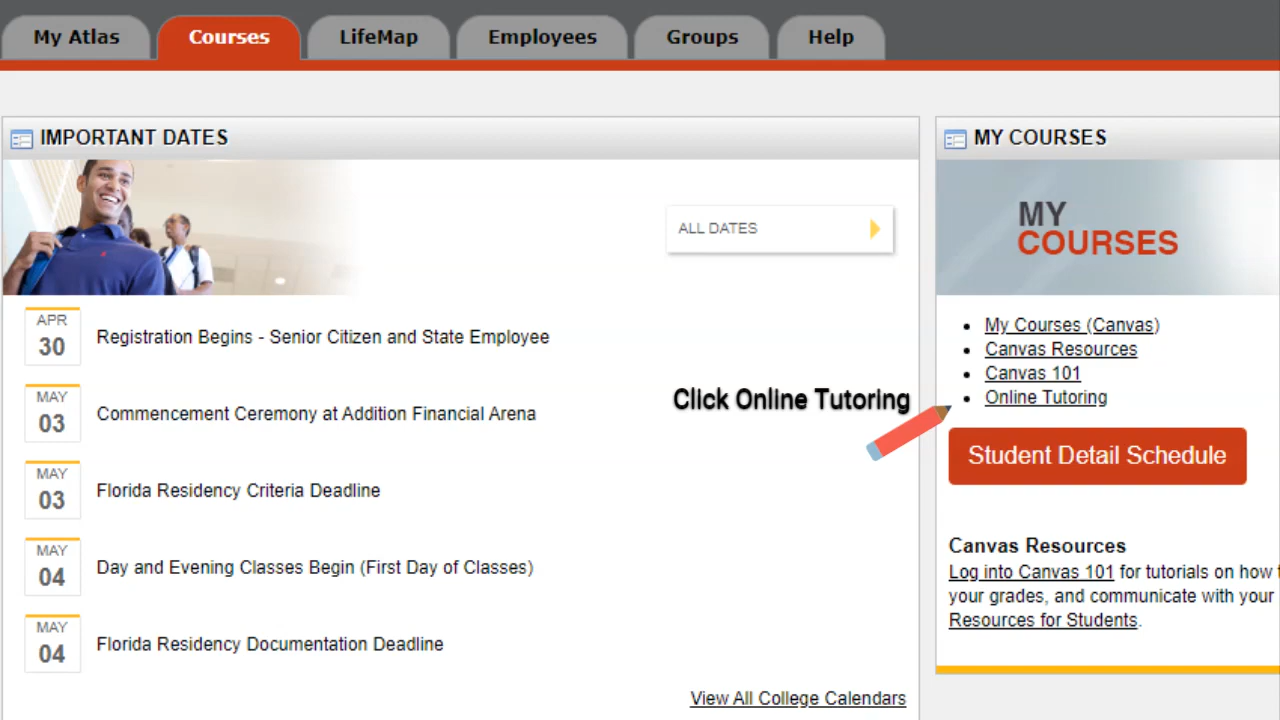 My Atlas
Courses
LifeMap
Employees
Groups
Help
IMPORTANT DATES
ALL DATES
APR
30
Registration Begins - Senior Citizen and State Employee
MAY
03
Commencement Ceremony at Addition Financial Arena
MAY
03
Florida Residency Criteria Deadline
MAY
04
Day and Evening Classes Begin (First Day of Classes)
MAY
04
Florida Residency Documentation Deadline
View All College Calendars
Click Online Tutoring
MY COURSES
MY
COURSES
My Courses (Canvas)
Canvas Resources
Canvas 101
Online Tutoring
Student Detail Schedule
Canvas Resources
Log into Canvas 101 for tutorials on how
your grades, and communicate with your
Resources for Students.